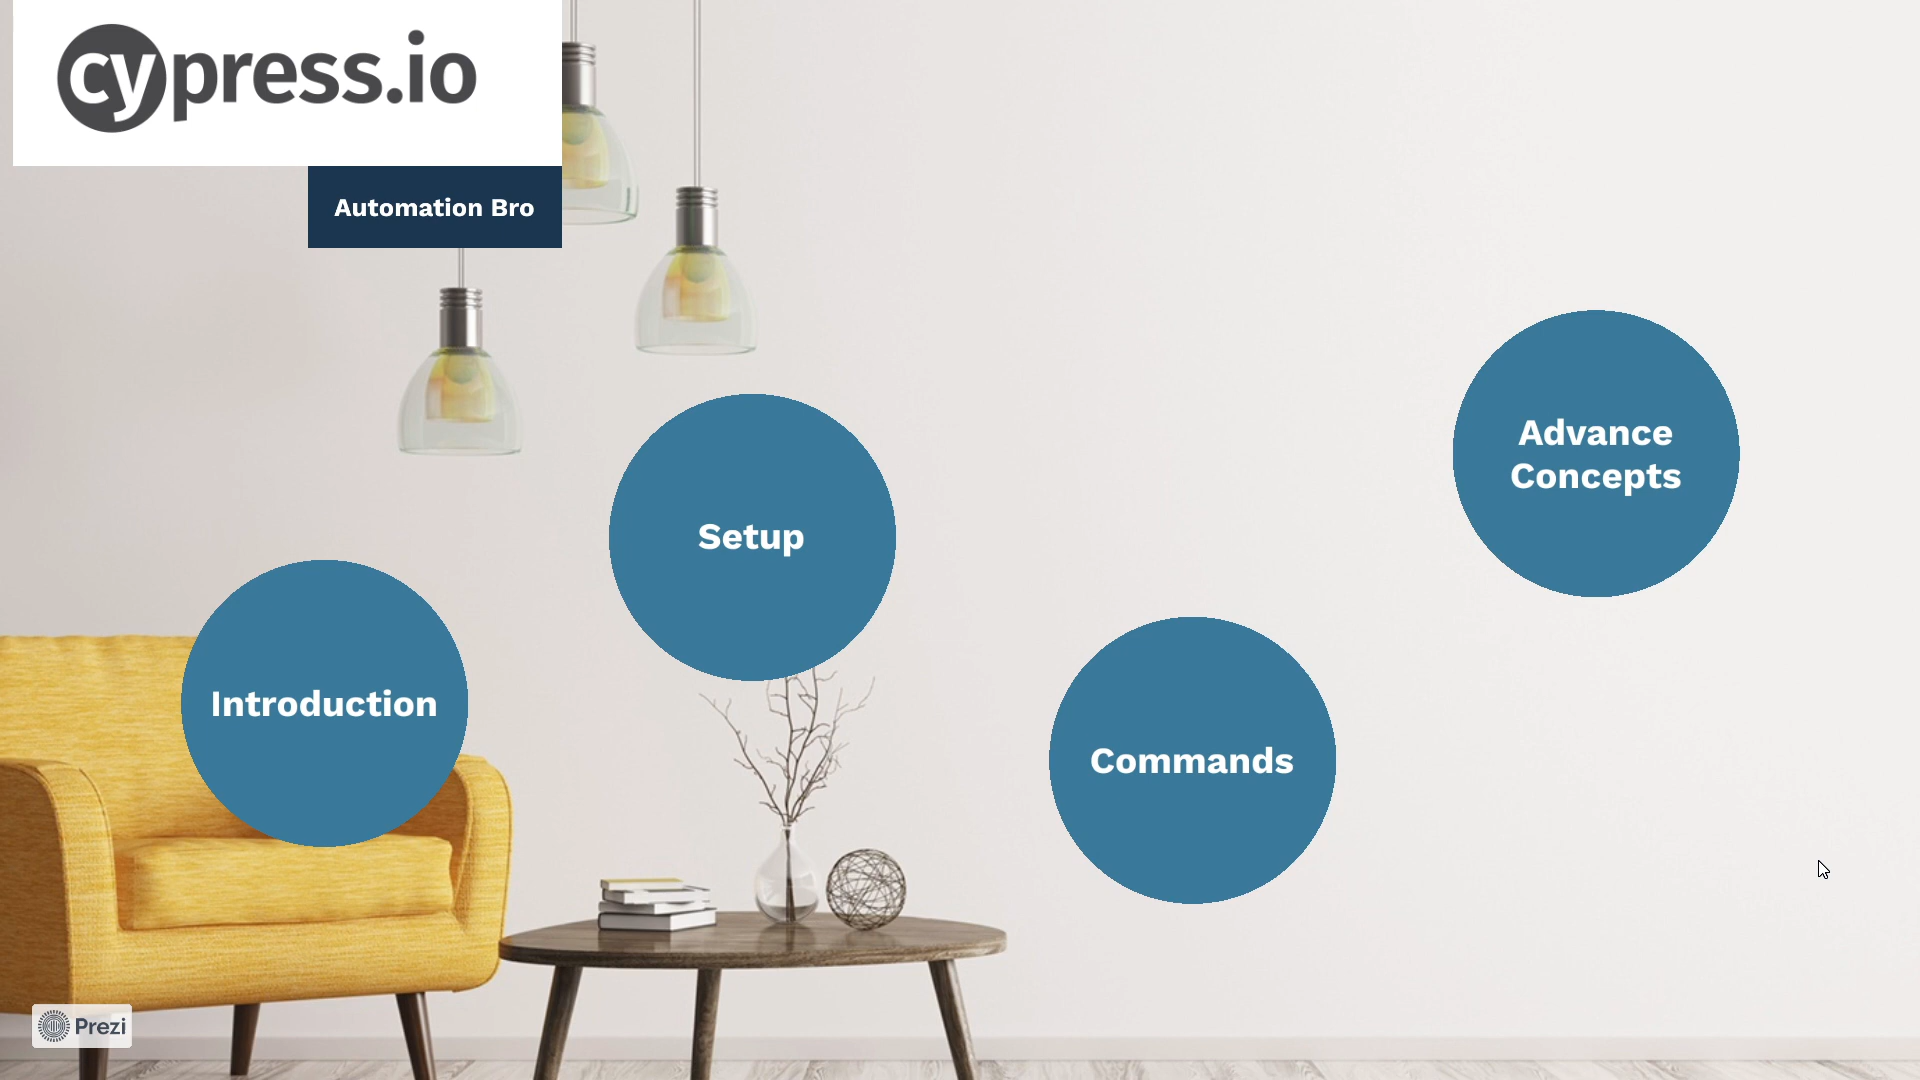 cypress.io
Automation Bro
Introduction
Setup
Commands
Advance
Concepts
Prezi